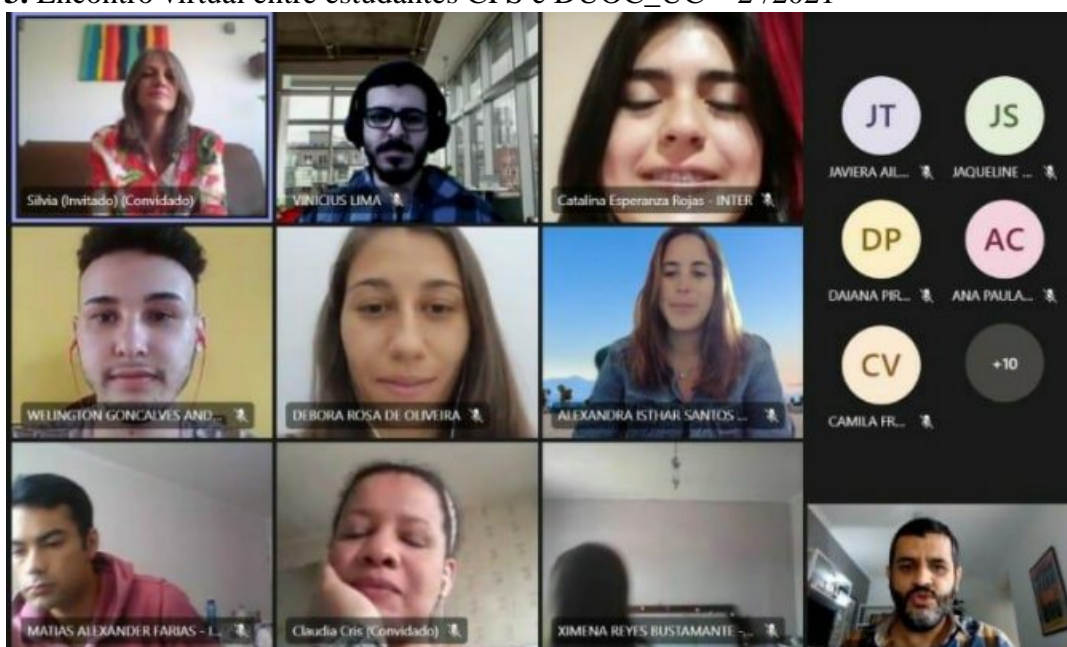 Encontro virtual entre estudantes CPS e DUOC_UC – 2-/2021
Silvia (Invitado) (Convidado)
VINICIUS LIMA
Catalina Esperanza Rojas - INTER
JT
JAVIERA AIL...
JS
JAQUELINE ...
DP
DAIANA PIR...
AC
ANA PAULA...
WELINGTON GONCALVES AND...
DEBORA ROSA DE OLIVEIRA
ALEXANDRA ISTHAR SANTOS ...
CV
CAMILA FR...
+10
MATIAS ALEXANDER FARIAS - I...
Claudia Cris (Convidado)
XIMENA REYES BUSTAMANTE -...